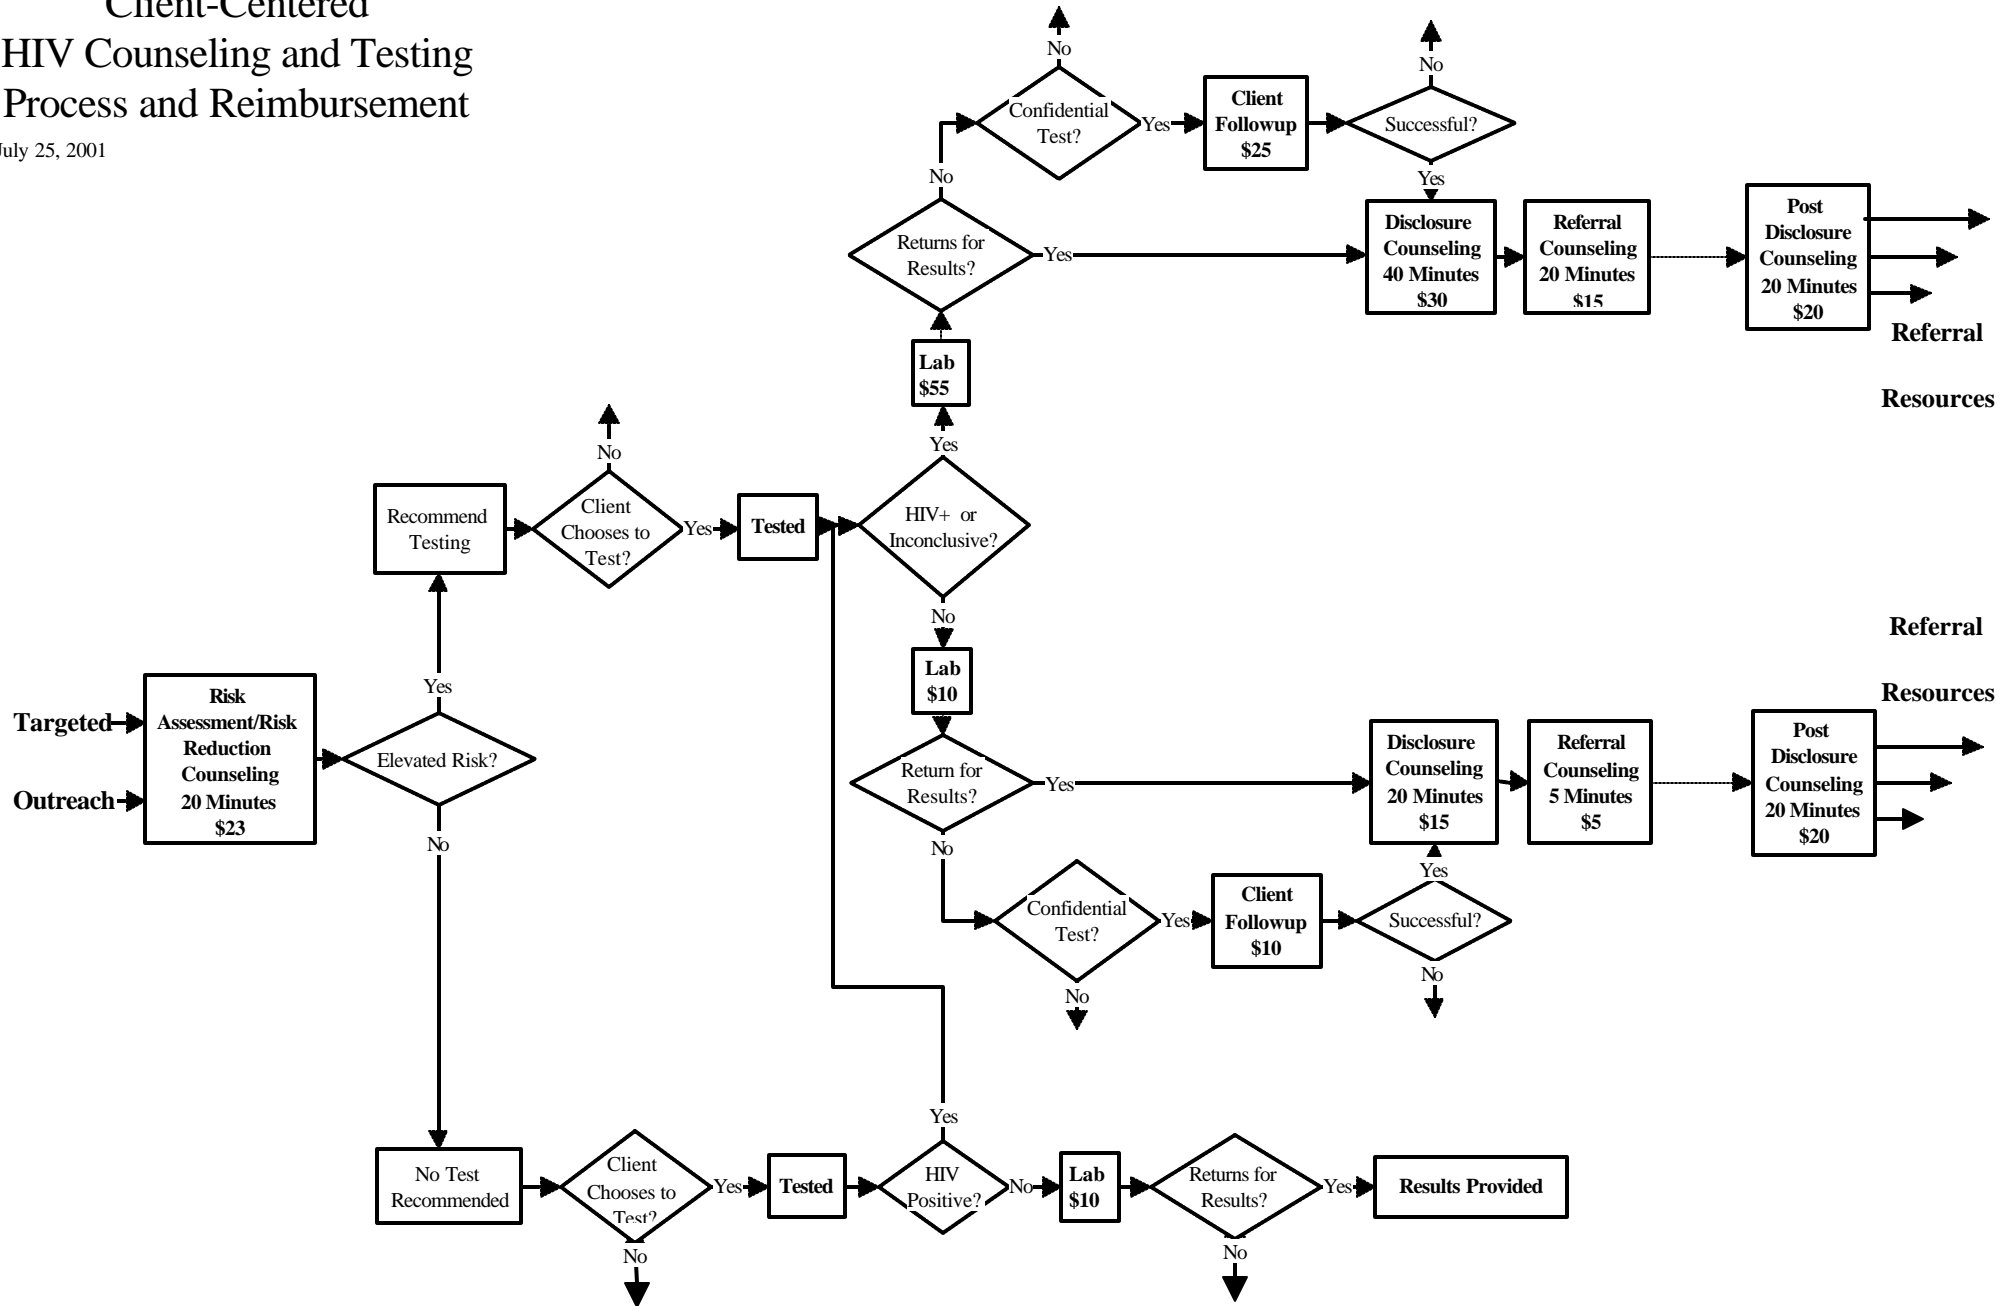 Client-Centered
HIV Counseling and Testing
Process and Reimbursement
July 25, 2001
No
Confidential
Test?
Yes
Client
Followup
$25
No
Successful?
Yes
No
Returns for
Results?
Yes
Disclosure
Counseling
40 Minutes
$30
Referral
Counseling
20 Minutes
$15
Post
Disclosure
Counseling
20 Minutes
$20
Referral
Resources
Lab
$55
Yes
No
Recommend
Testing
Client
Chooses to
Test?
Yes
Tested
HIV+ or
Inconclusive?
No
Lab
$10
Referral
Resources
Targeted
Outreach
Risk
Assessment/Risk
Reduction
Counseling
20 Minutes
$23
Yes
Elevated Risk?
No
Return for
Results?
Yes
Disclosure
Counseling
20 Minutes
$15
Referral
Counseling
5 Minutes
$5
Post
Disclosure
Counseling
20 Minutes
$20
No
Confidential
Test?
Yes
Client
Followup
$10
Yes
Successful?
No
No
Yes
No Test
Recommended
Client
Chooses to
Test?
Yes
Tested
HIV
Positive?
No
Lab
$10
Returns for
Results?
Yes
Results Provided
No
No